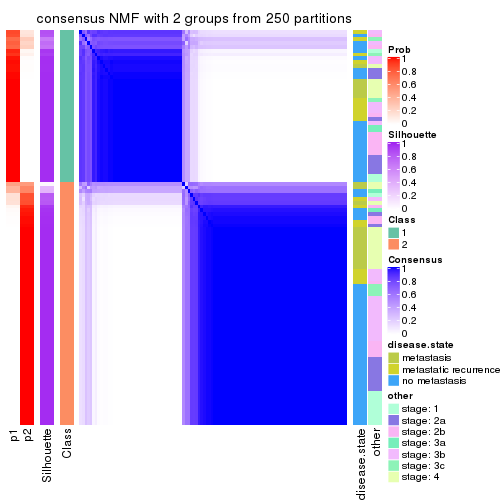 consensus NMF with 2 groups from 250 partitions
Prob
1
0.8
0.6
0.4
0.2
0
Silhouette
1
0.8
0.6
0.4
0.2
0
Class
1
2
Consensus
1
0.8
0.6
0.4
0.2
0
disease.state
metastasis
metastatic recurrence
no metastasis
other
stage: 1
stage: 2a
stage: 2b
stage: 3a
stage: 3b
stage: 3c
stage: 4
p1
p2
Silhouette
Class
disease.state
other